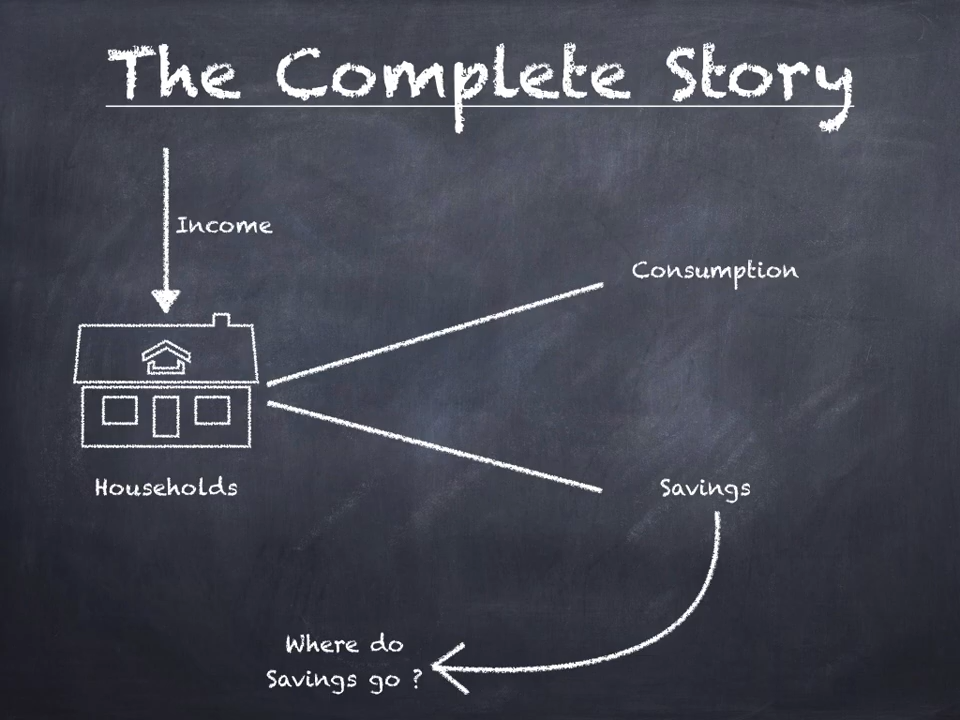 The Complete Story
Income
Consumption
Households
Savings
Where do
Savings go ?